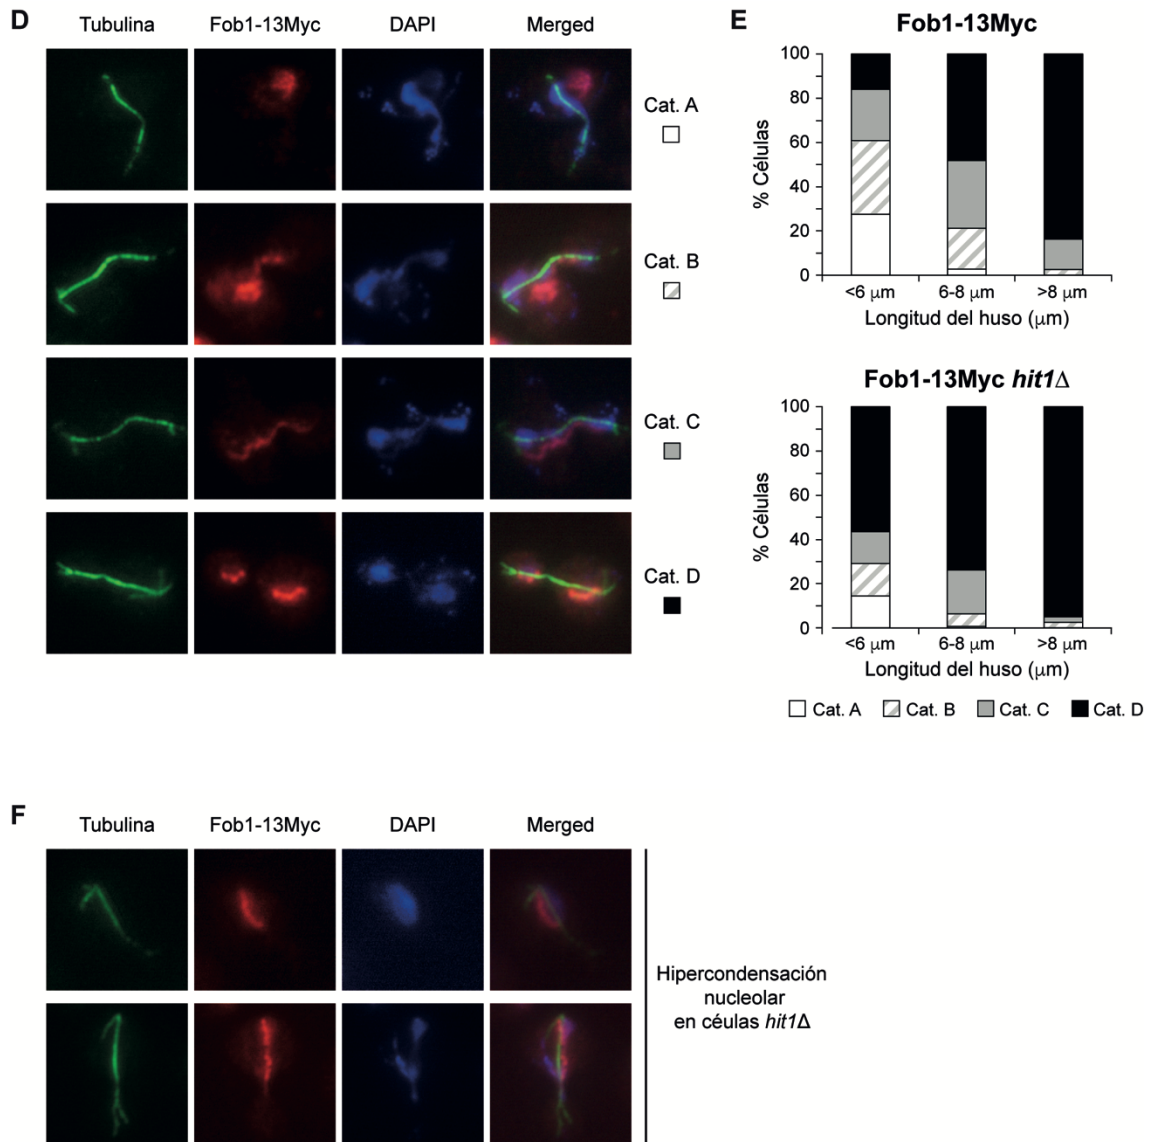 D
Tubulina Fob1-13Myc DAPI Merged
Cat. A
Cat. B
Cat. C
Cat. D
E
Fob1-13Myc
% Células
100
80
60
40
20
0
<6 μm 6-8 μm >8 μm
Longitud del huso (μm)
Fob1-13Myc hit1Δ
% Células
100
80
60
40
20
0
<6 μm 6-8 μm >8 μm
Longitud del huso (μm)
Cat. A Cat. B Cat. C Cat. D
F
Tubulina Fob1-13Myc DAPI Merged
Hipercondensación
nucleolar
en céulas hit1Δ